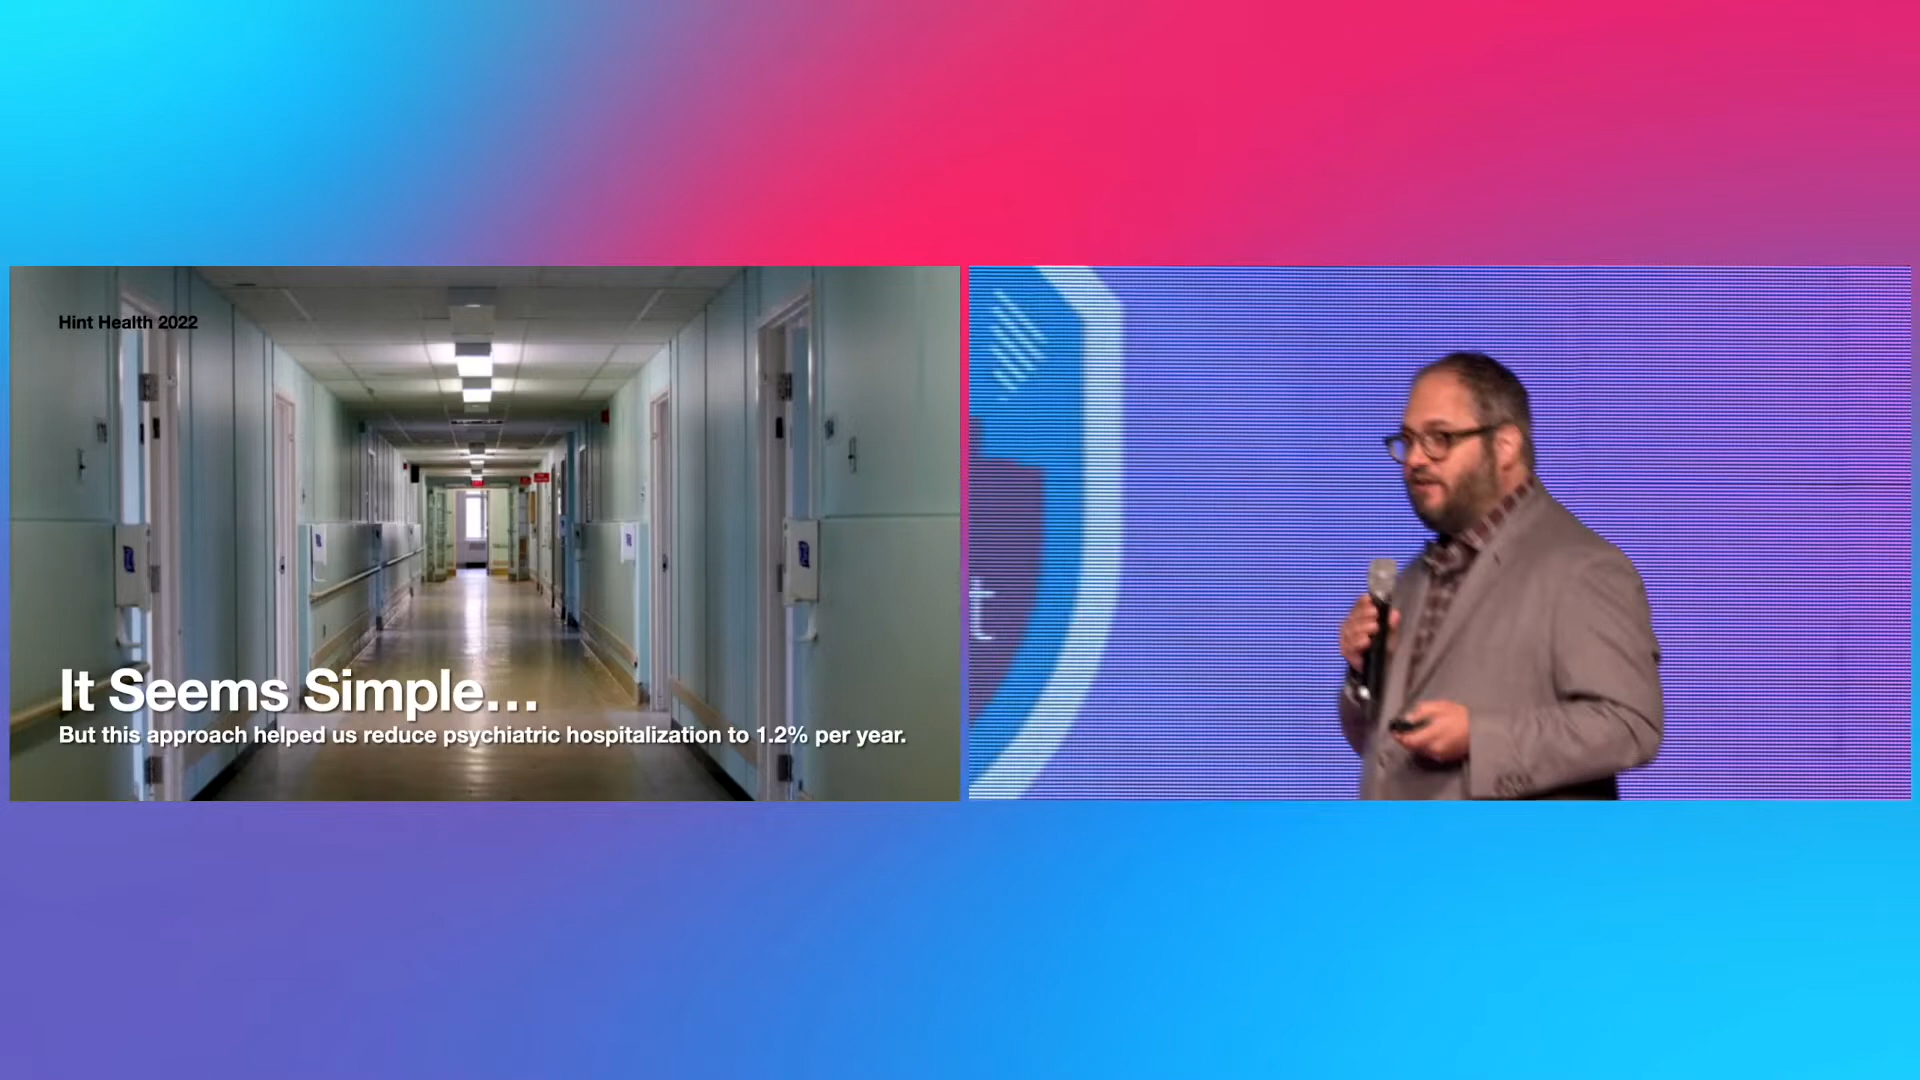 Hint Health 2022
It Seems Simple...
But this approach helped us reduce psychiatric hospitalization to 1.2% per year.
t